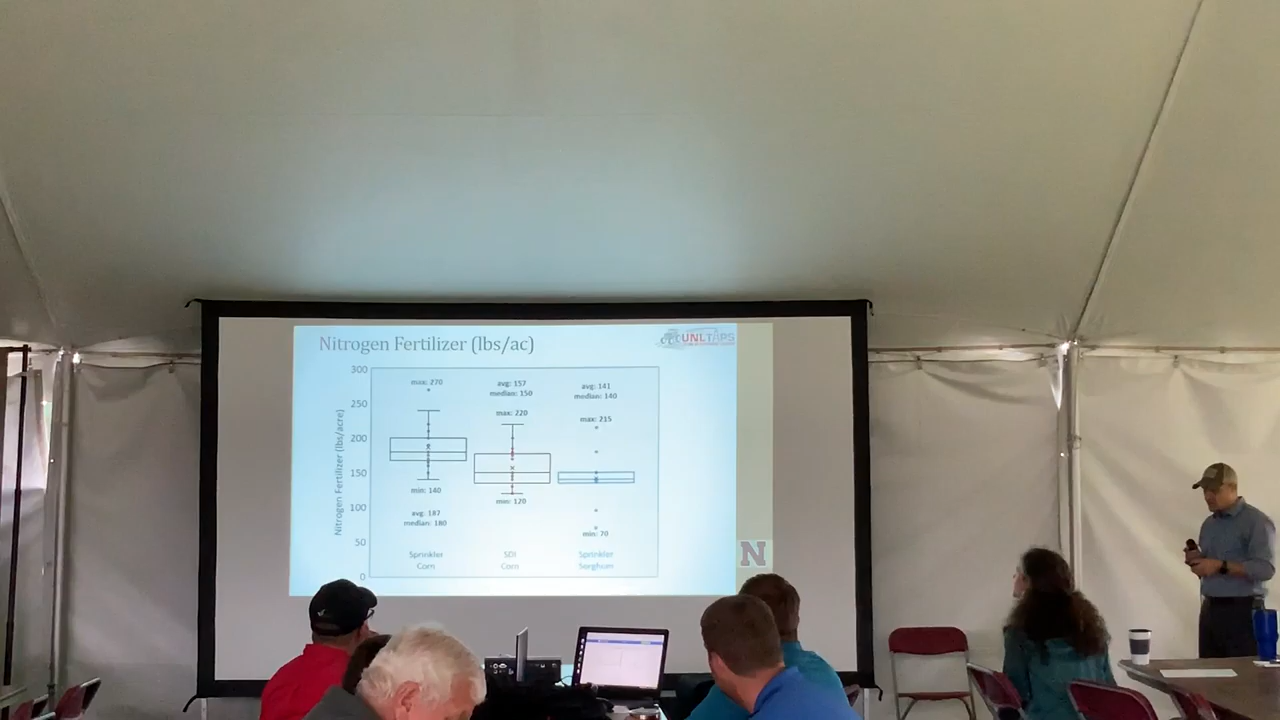 Nitrogen Fertilizer (lbs/ac)
UNLTAPS
Nitrogen Fertilizer (lbs/acre)
300
250
200
150
100
50
0
max: 270
min: 140
avg: 187
median: 180
Sprinkler
Corn
avg: 157
median: 150
max: 220
min: 120
SDI
Corn
avg: 141
median: 140
max: 215
min: 70
Sprinkler
Sorghum
N